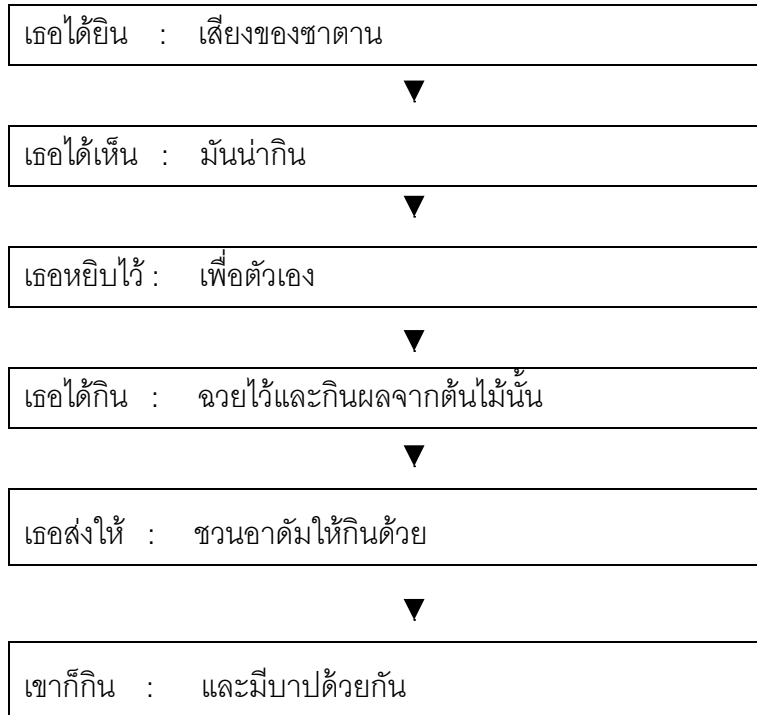 เธอได้ยิน : เสียงของซาตาน
เธอได้เห็น : มันน่ากิน
เธอหยิบไว้ : เพื่อตัวเอง
เธอได้กิน : ฉวยไว้และกินผลจากต้นไม้นั้น
เธอส่งให้ : ชวนอาดัมให้กินด้วย
เขาก็กิน : และมีบาปด้วยกัน